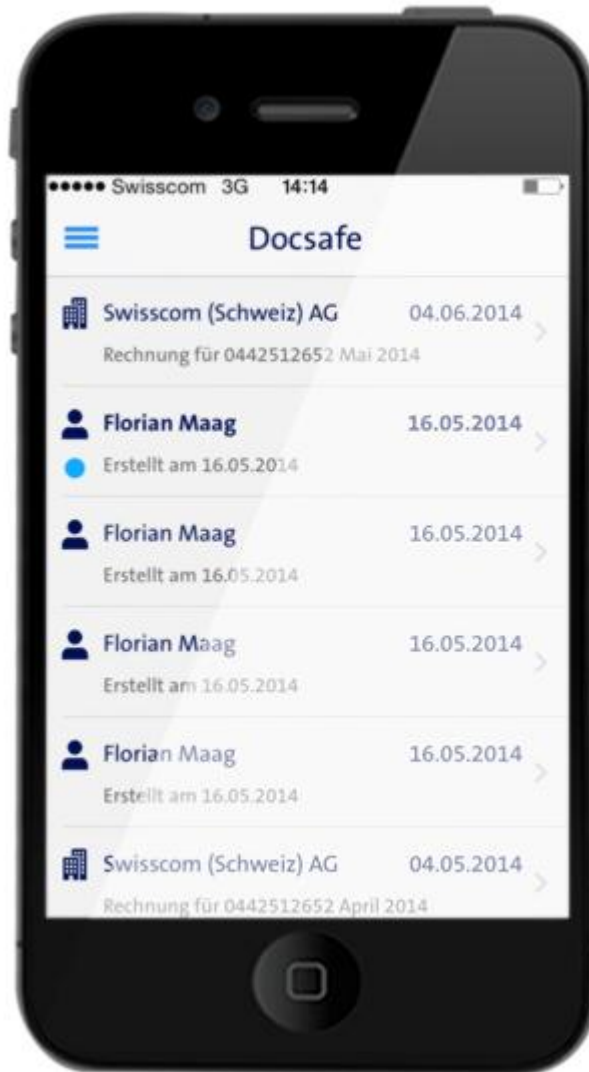 Swisscom 3G 14:14
Docsafe
Swisscom (Schweiz) AG 04.06.2014
Rechnung für 0442512652 Mai 2014
Florian Maag 16.05.2014
Erstellt am 16.05.2014
Florian Maag 16.05.2014
Erstellt am 16.05.2014
Florian Maag 16.05.2014
Erstellt am 16.05.2014
Florian Maag 16.05.2014
Erstellt am 16.05.2014
Swisscom (Schweiz) AG 04.05.2014
Rechnung für 0442512652 April 2014